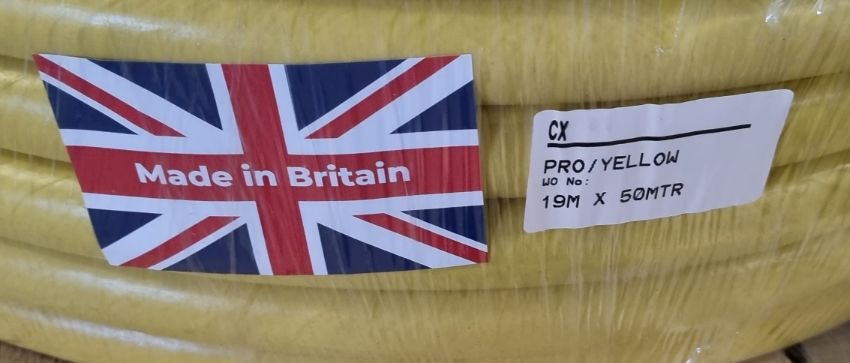 Made in Britain
CX
PRO/YELLOW
WO No:
19M X 50MTR